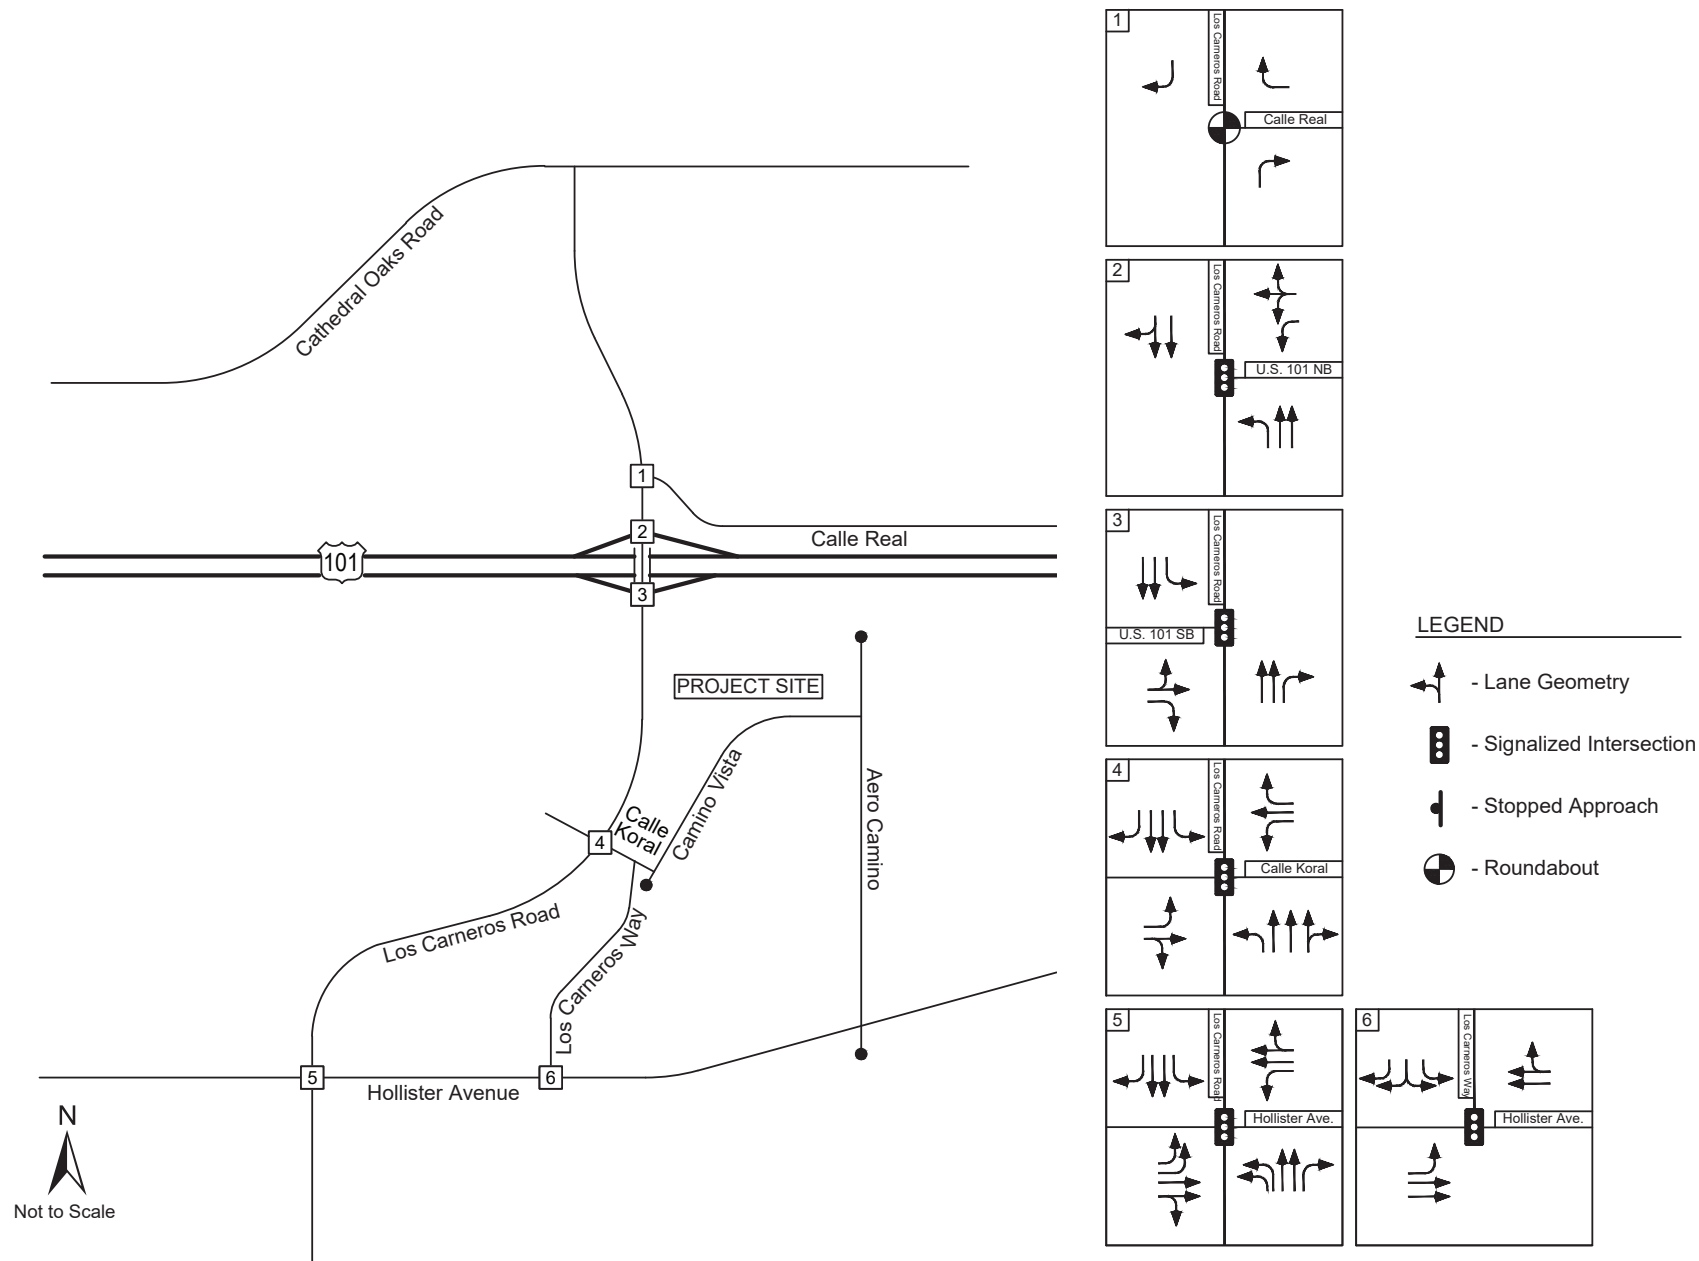 Cathedral Oaks Road
1
2
Calle Real
101
3
PROJECT SITE
Camino Vista
Aero Camino
Calle
Koral
4
Los Carneros Road
Los Carneros Way
5
6
Hollister Avenue
N
Not to Scale
1
Los Carneros Road
Calle Real
2
Los Carneros Road
U.S. 101 NB
3
Los Carneros Road
U.S. 101 SB
4
Los Carneros Road
Calle Koral
5
Los Carneros Road
Hollister Ave.
6
Los Carneros Way
Hollister Ave.
LEGEND
- Lane Geometry
- Signalized Intersection
- Stopped Approach
- Roundabout